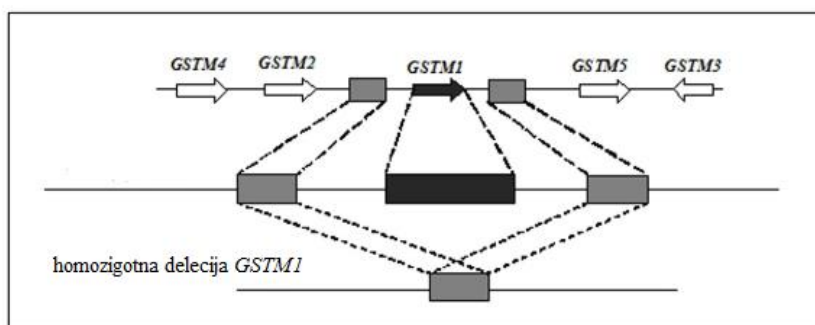 GSTM4 GSTM2 GSTM1 GSTM5 GSTM3
homozigotna delecija GSTM1